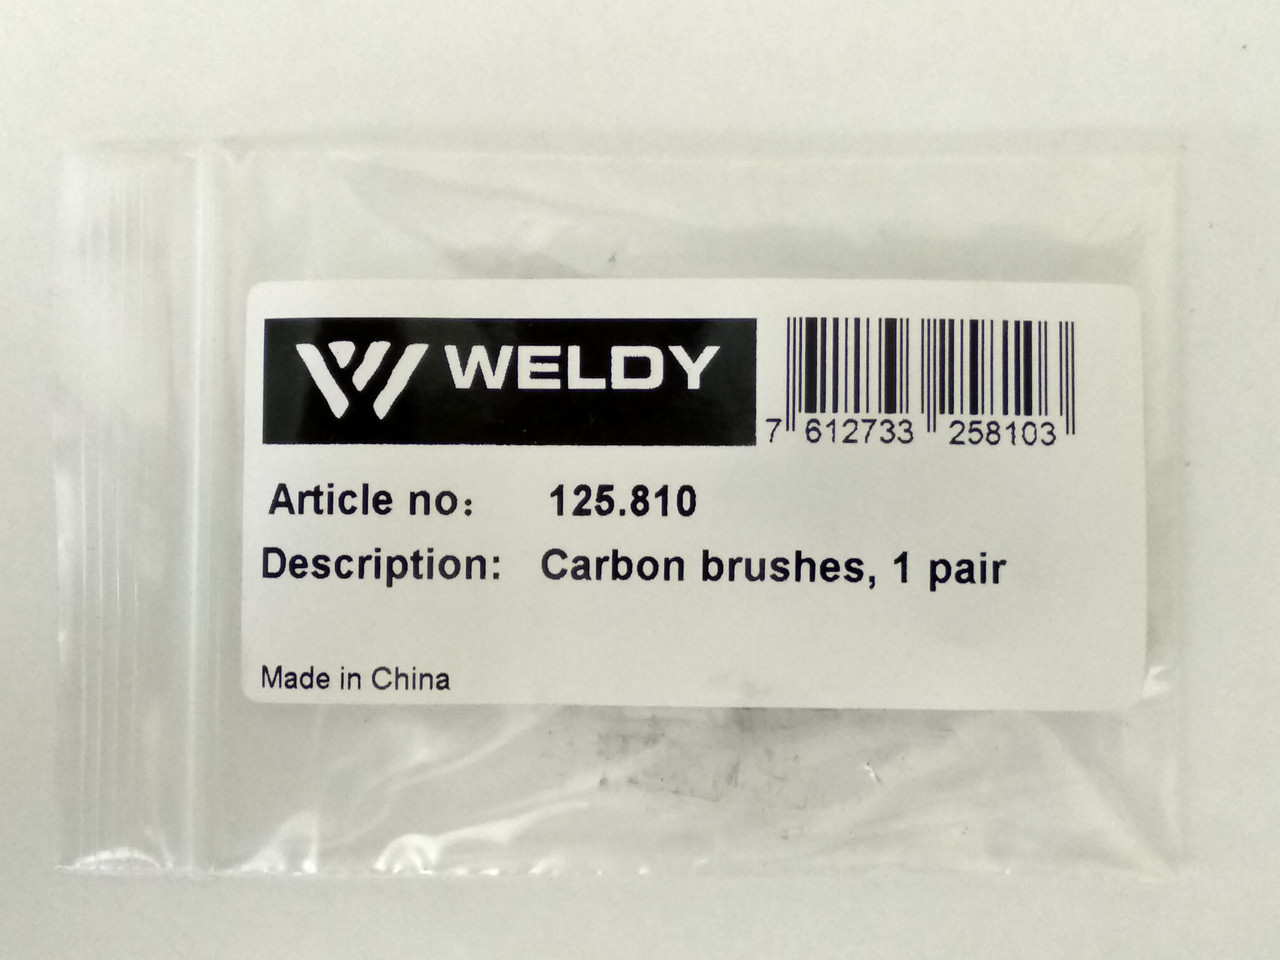 WELDY
7 612733 258103
Article no: 125.810
Description: Carbon brushes, 1 pair
Made in China